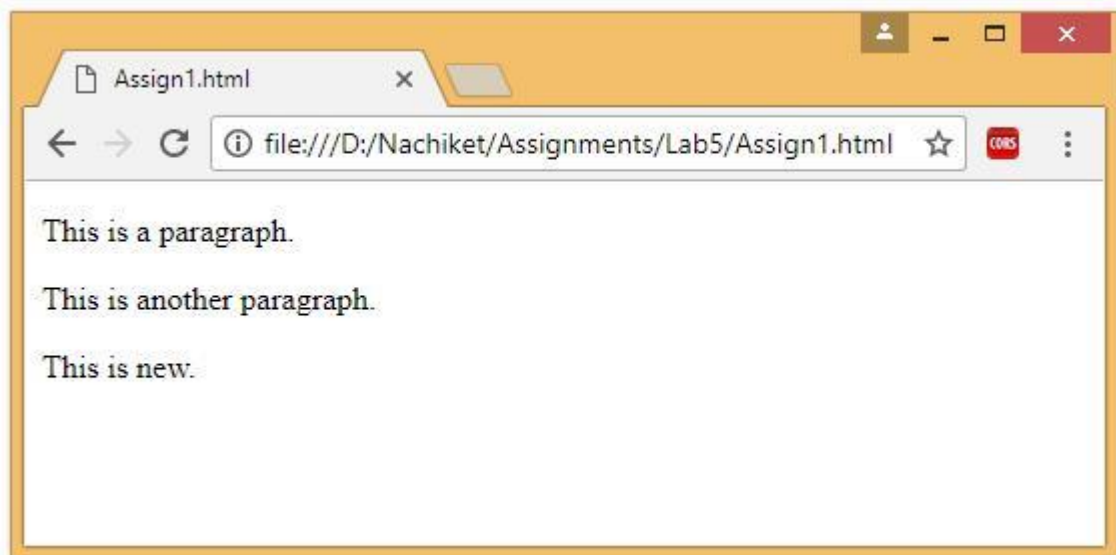 Assign1.html
file:///D:/Nachiket/Assignments/Lab5/Assign1.html
CORS
This is a paragraph.
This is another paragraph.
This is new.